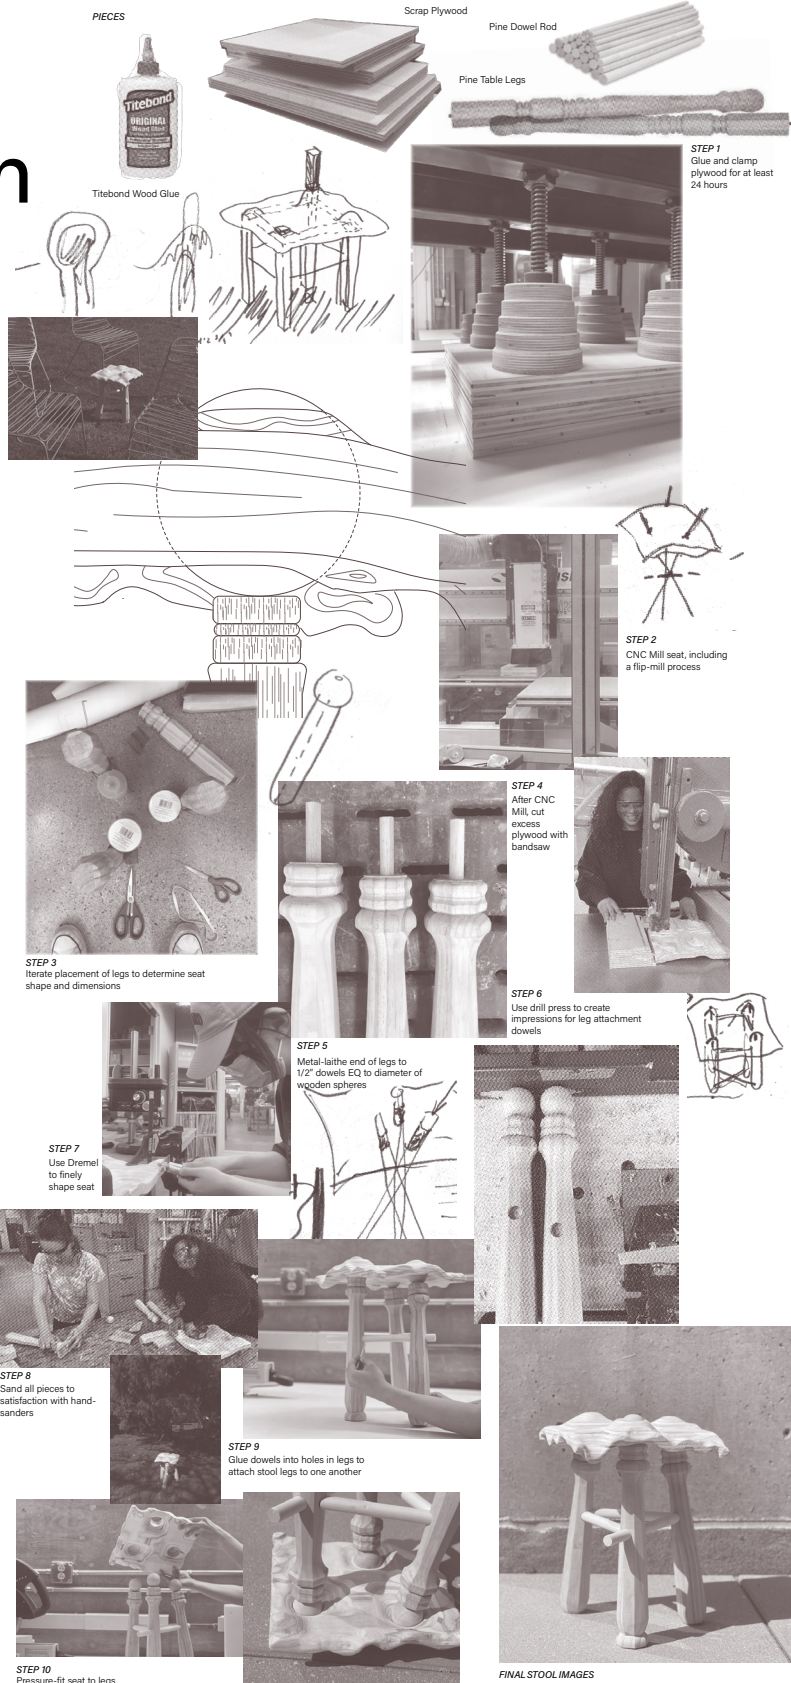 PIECES
Scrap Plywood
Pine Dowel Rod
Pine Table Legs
Titebond
ORIGINAL
Wood Glue
Titebond Wood Glue
n
STEP 1
Glue and clamp
plywood for at least
24 hours
STEP 2
CNC Mill seat, including
a flip-mill process
STEP 3
Iterate placement of legs to determine seat
shape and dimensions
STEP 4
After CNC
Mill, cut
excess
plywood with
bandsaw
STEP 5
Metal-laithe end of legs to
1/2" dowels EQ to diameter of
wooden spheres
STEP 6
Use drill press to create
impressions for leg attachment
dowels
STEP 7
Use Dremel
to finely
shape seat
STEP 8
Sand all pieces to
satisfaction with hand-
sanders
STEP 9
Glue dowels into holes in legs to
attach stool legs to one another
STEP 10
Pressure-fit seat to legs
FINAL STOOL IMAGES